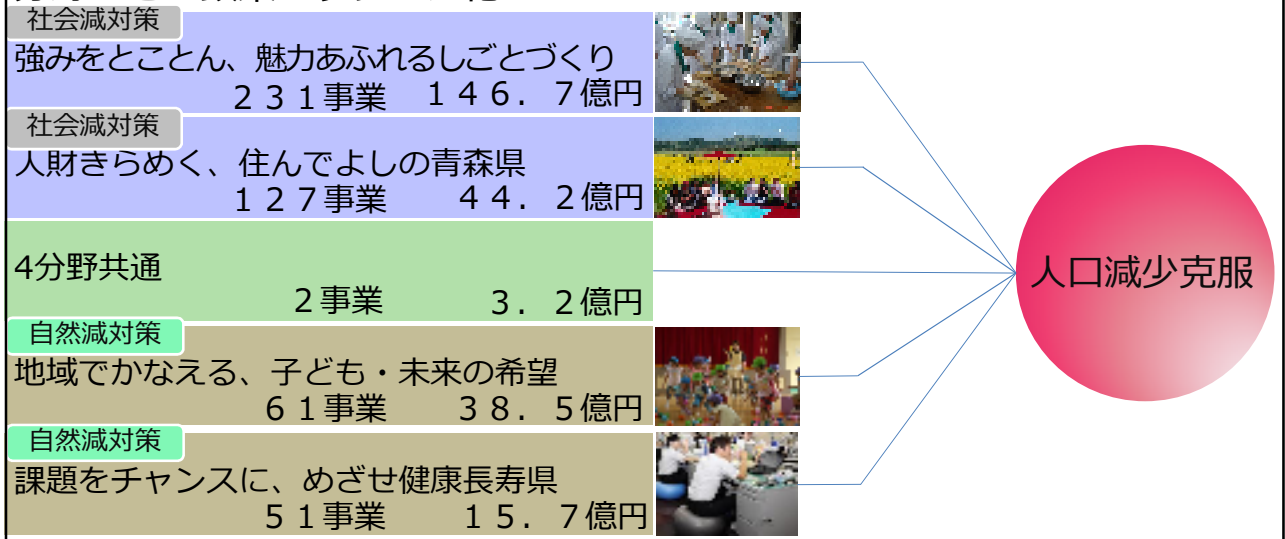 社会減対策
強みをとことん、魅力あふれるしごとづくり
２３１事業　１４６．７億円
社会減対策
人財きらめく、住んでよしの青森県
１２７事業　４４．２億円
4分野共通
２事業　３．２億円
人口減少克服
自然減対策
地域でかなえる、子ども・未来の希望
６１事業　３８．５億円
自然減対策
課題をチャンスに、めざせ健康長寿県
５１事業　１５．７億円